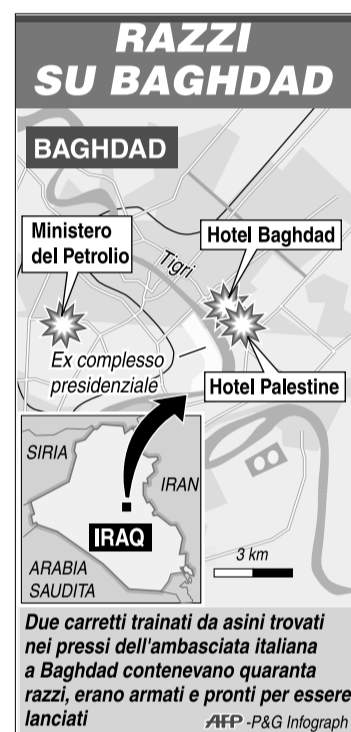 RAZZI
SU BAGHDAD
BAGHDAD
Ministero
del Petrolio
Hotel Baghdad
Tigri
Ex complesso
presidenziale
Hotel Palestine
SIRIA
IRAN
IRAQ
ARABIA
SAUDITA
3 km
Due carretti trainati da asini trovati
nei pressi dell'ambasciata italiana
a Baghdad contenevano quaranta
razzi, erano armati e pronti per essere
lanciati
AFP -P&G Infograph